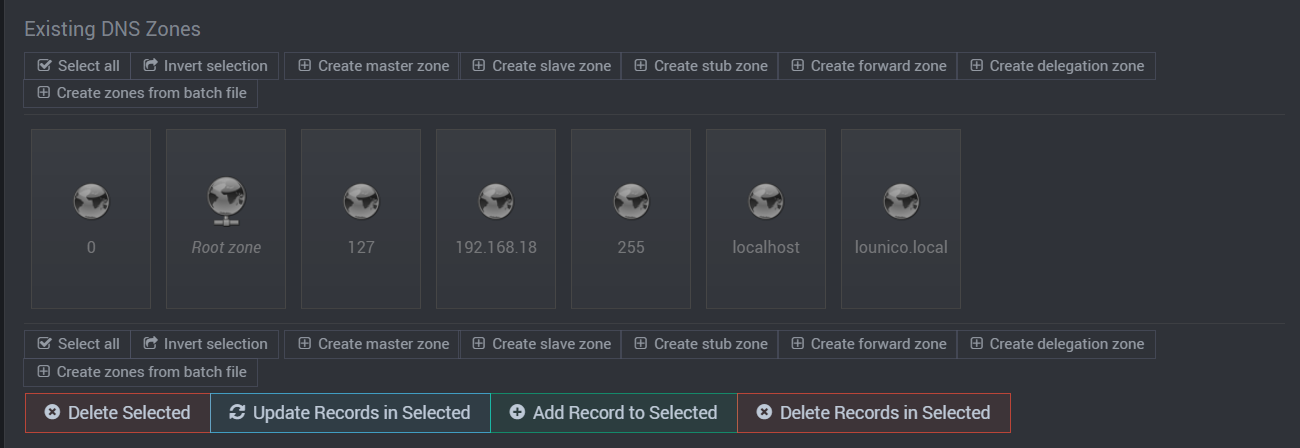 Existing DNS Zones
Select all Invert selection Create master zone Create slave zone Create stub zone Create forward zone Create delegation zone
Create zones from batch file
0 Root zone 127 192.168.18 255 localhost lounico.local
Select all Invert selection Create master zone Create slave zone Create stub zone Create forward zone Create delegation zone
Create zones from batch file
Delete Selected Update Records in Selected Add Record to Selected Delete Records in Selected